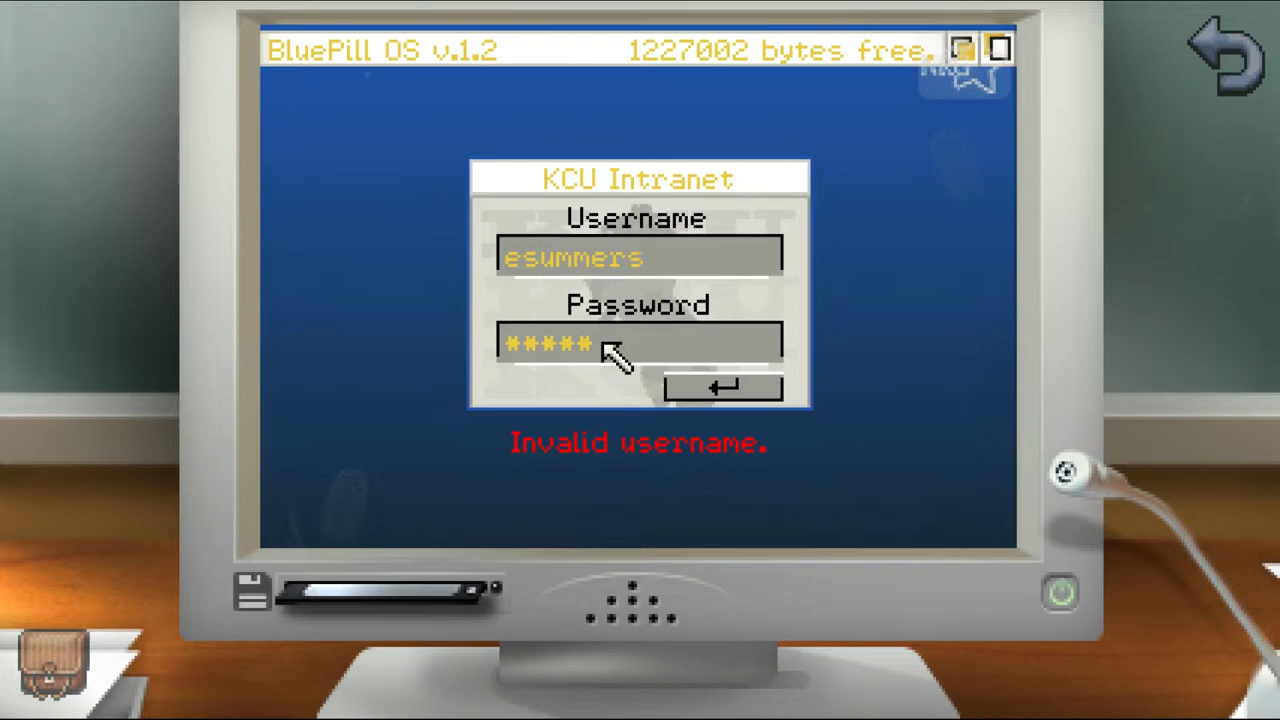 BluePill OS v.1.2 1227002 bytes free.
KCU Intranet
Username
esummers
Password
*****
Invalid username.